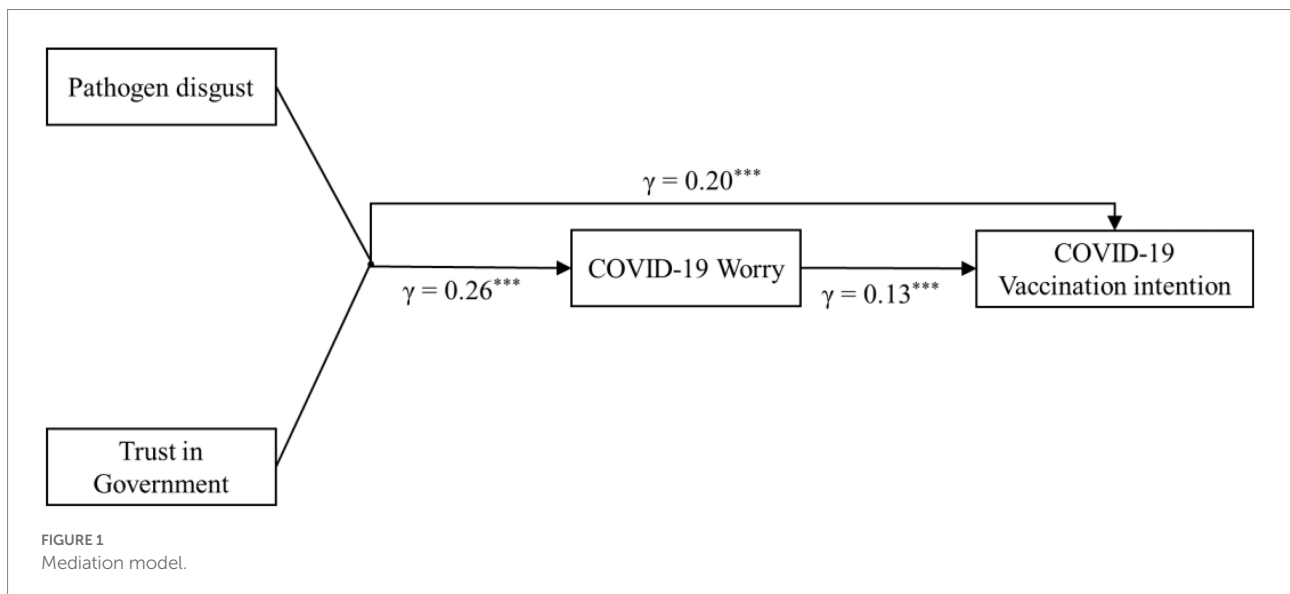 Pathogen disgust
γ = 0.20***
COVID-19 Worry
COVID-19
Vaccination intention
γ = 0.26***
γ = 0.13***
Trust in
Government
FIGURE 1
Mediation model.